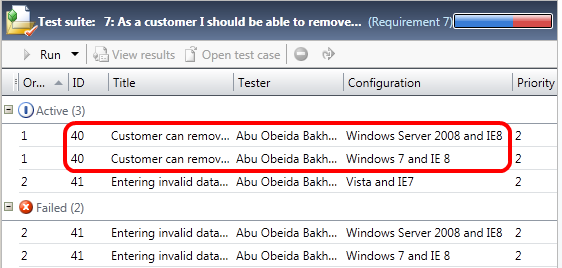 Test suite: 7: As a customer I should be able to remove... (Requirement 7)
Run View results Open test case
Or... ID Title Tester Configuration Priority
Active (3)
1 40 Customer can remov... Abu Obeida Bakh... Windows Server 2008 and IE8 2
1 40 Customer can remov... Abu Obeida Bakh... Windows 7 and IE 8 2
2 41 Entering invalid data... Abu Obeida Bakh... Vista and IE7 2
Failed (2)
2 41 Entering invalid data... Abu Obeida Bakh... Windows Server 2008 and IE8 2
2 41 Entering invalid data... Abu Obeida Bakh... Windows 7 and IE 8 2